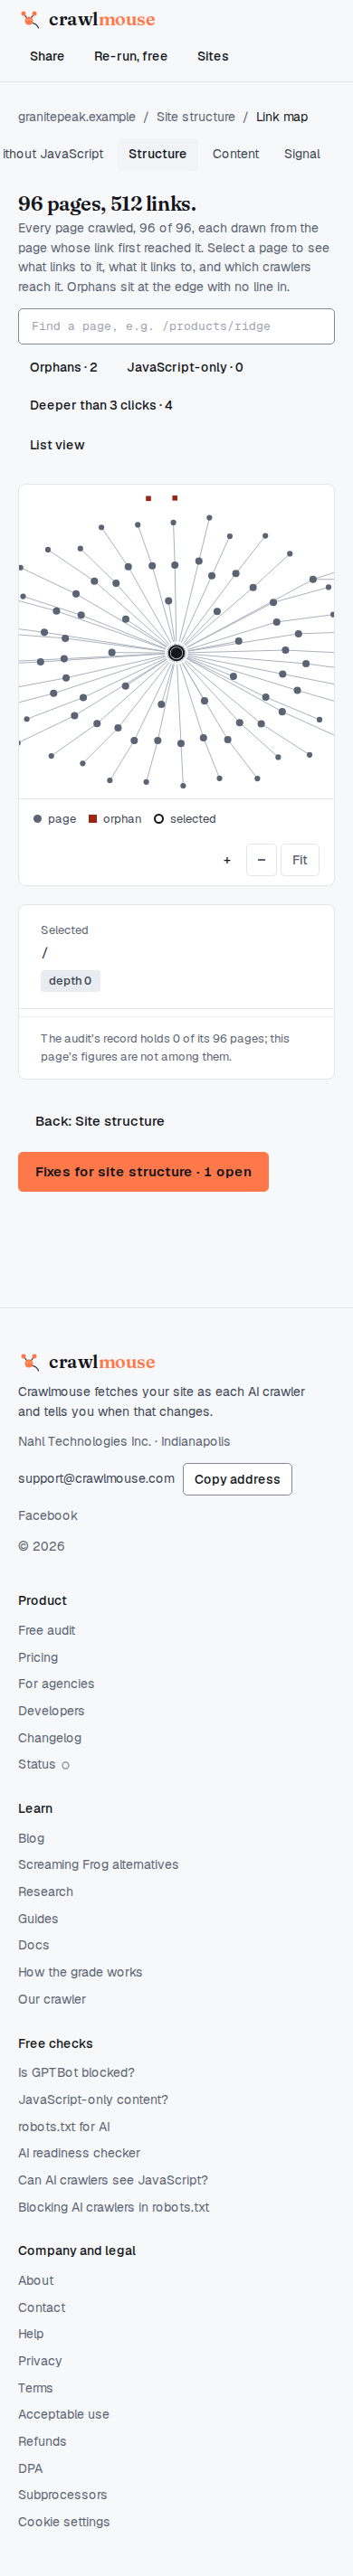 crawlmouse
Share Re-run, free Sites
granitepeak.example / Site structure / Link map
ithout JavaScript Structure Content Signal
96 pages, 512 links.
Every page crawled, 96 of 96, each drawn from the
page whose link first reached it. Select a page to see
what links to it, what it links to, and which crawlers
reach it. Orphans sit at the edge with no line in.
Find a page, e.g. /products/ridge
Orphans · 2 JavaScript-only · 0
Deeper than 3 clicks · 4
List view
page orphan selected
+ − Fit
Selected
/
depth 0
The audit's record holds 0 of its 96 pages; this
page's figures are not among them.
Back: Site structure
Fixes for site structure · 1 open
crawlmouse
Crawlmouse fetches your site as each AI crawler
and tells you when that changes.
Nahl Technologies Inc. · Indianapolis
support@crawlmouse.com Copy address
Facebook
© 2026
Product
Free audit
Pricing
For agencies
Developers
Changelog
Status
Learn
Blog
Screaming Frog alternatives
Research
Guides
Docs
How the grade works
Our crawler
Free checks
Is GPTBot blocked?
JavaScript-only content?
robots.txt for AI
AI readiness checker
Can AI crawlers see JavaScript?
Blocking AI crawlers in robots.txt
Company and legal
About
Contact
Help
Privacy
Terms
Acceptable use
Refunds
DPA
Subprocessors
Cookie settings